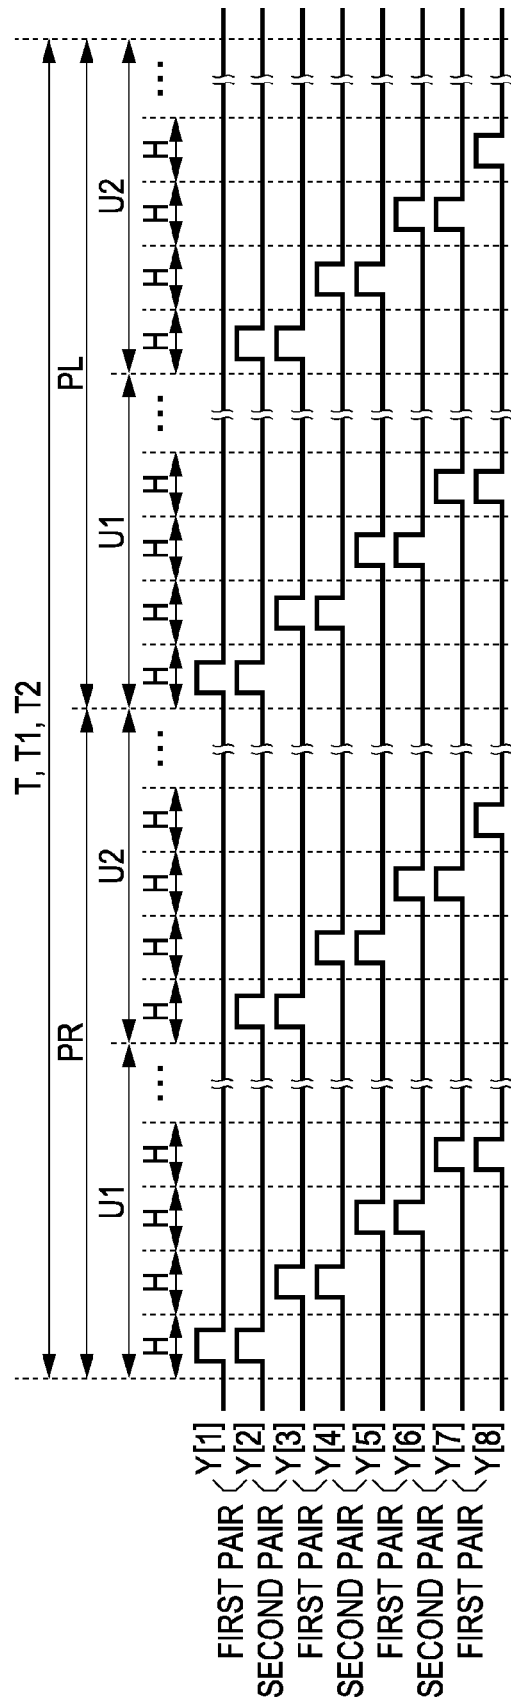 T, T1, T2
PR PL
U1 U2 U1 U2
H H H H ... H H H H ... H H H H ... H H H H ...
Y[1]
FIRST PAIR
Y[2]
SECOND PAIR
Y[3]
FIRST PAIR
Y[4]
SECOND PAIR
Y[5]
FIRST PAIR
Y[6]
SECOND PAIR
Y[7]
FIRST PAIR
Y[8]